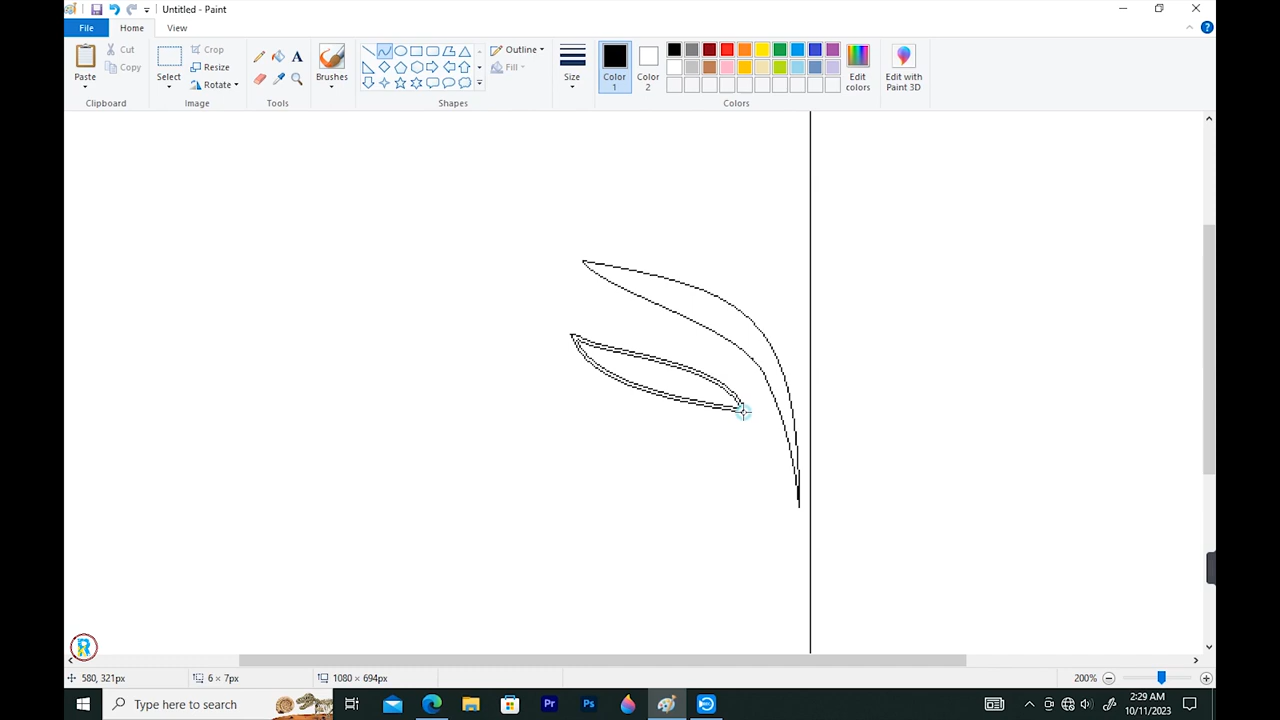 Untitled - Paint
File
Home
View
Paste
Cut
Copy
Clipboard
Select
Crop
Resize
Rotate
Image
A
Tools
Brushes
Outline
Fill
Shapes
Size
Color
1
Color
2
Edit
colors
Colors
Edit with
Paint 3D
R
580, 321px
6 × 7px
1080 × 694px
200%
Type here to search
Pr
Ps
2:29 AM
10/11/2023